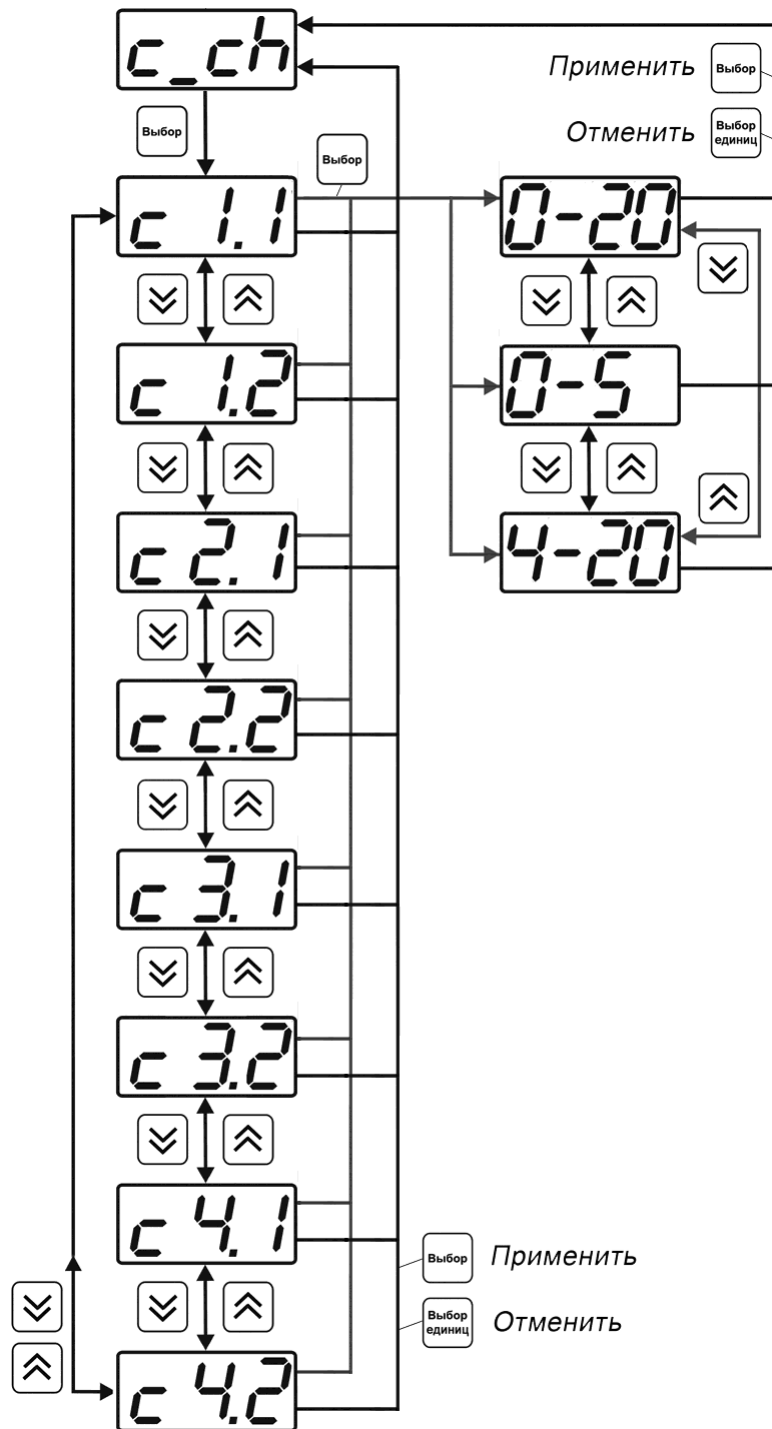 c_ch
Применить Выбор
Отменить Выбор единиц
Выбор
Выбор
c 1.1
0-20
c 1.2
0-5
c 2.1
4-20
c 2.2
c 3.1
c 3.2
c 4.1
Выбор Применить
Выбор единиц Отменить
c 4.2